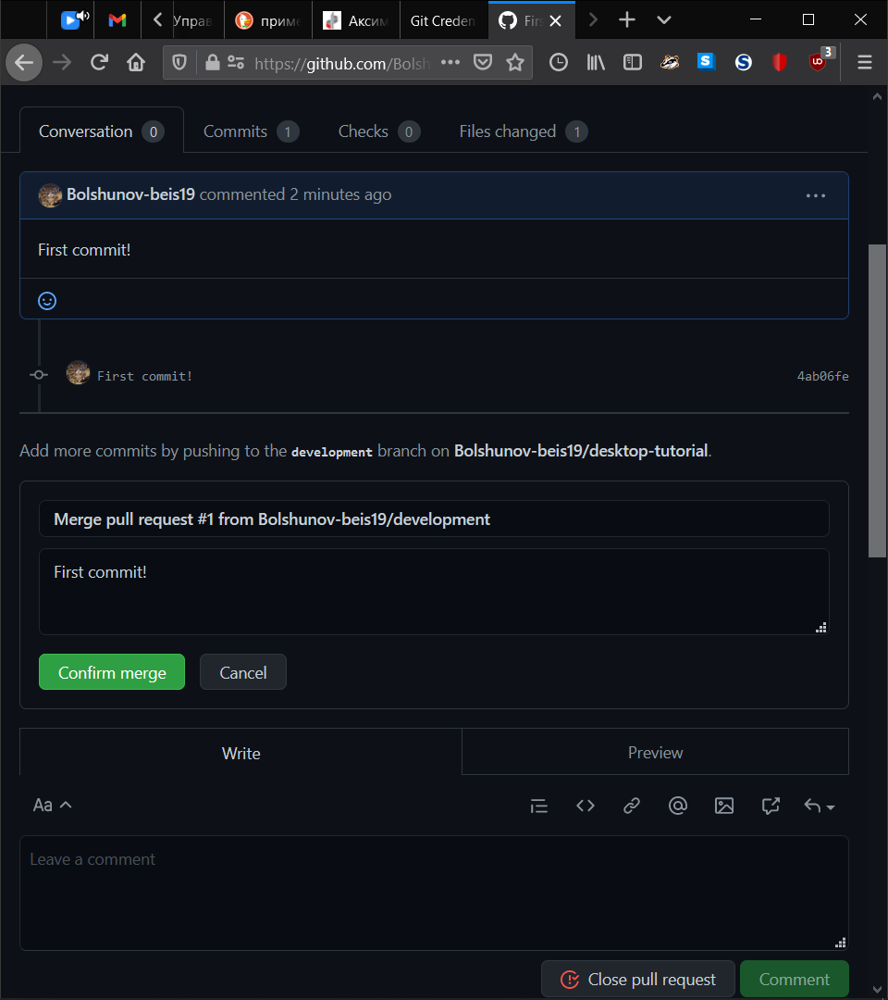 Управ приме Аксим Git Creden Firs
https://github.com/Bolsh 3
Conversation 0 Commits 1 Checks 0 Files changed 1
Bolshunov-beis19 commented 2 minutes ago
First commit!
First commit! 4ab06fe
Add more commits by pushing to the development branch on Bolshunov-beis19/desktop-tutorial.
Merge pull request #1 from Bolshunov-beis19/development
First commit!
Confirm merge Cancel
Write Preview
Aa
Leave a comment
Close pull request Comment